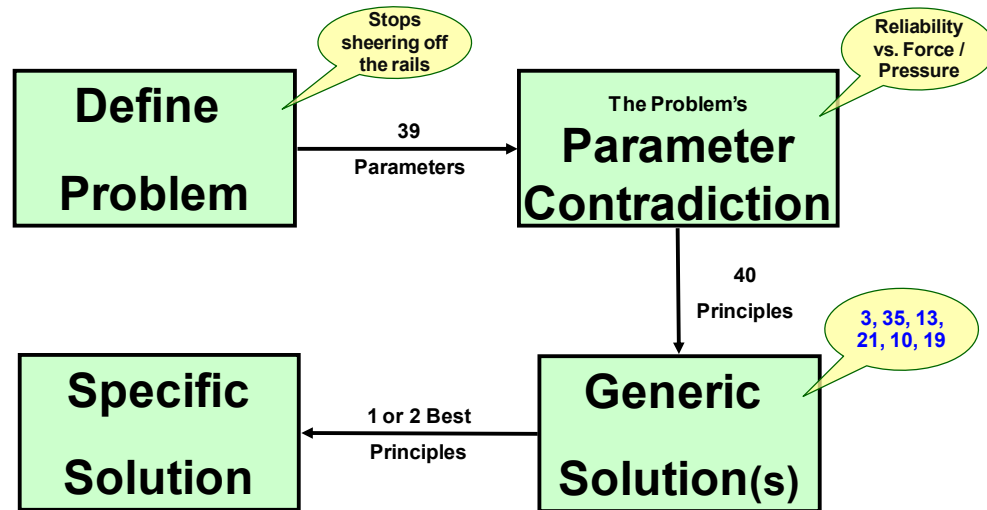 Stops
sheering off
the rails
Define
Problem
39
Parameters
Reliability
vs. Force /
Pressure
The Problem's
Parameter
Contradiction
40
Principles
3, 35, 13,
21, 10, 19
Generic
Solution(s)
1 or 2 Best
Principles
Specific
Solution